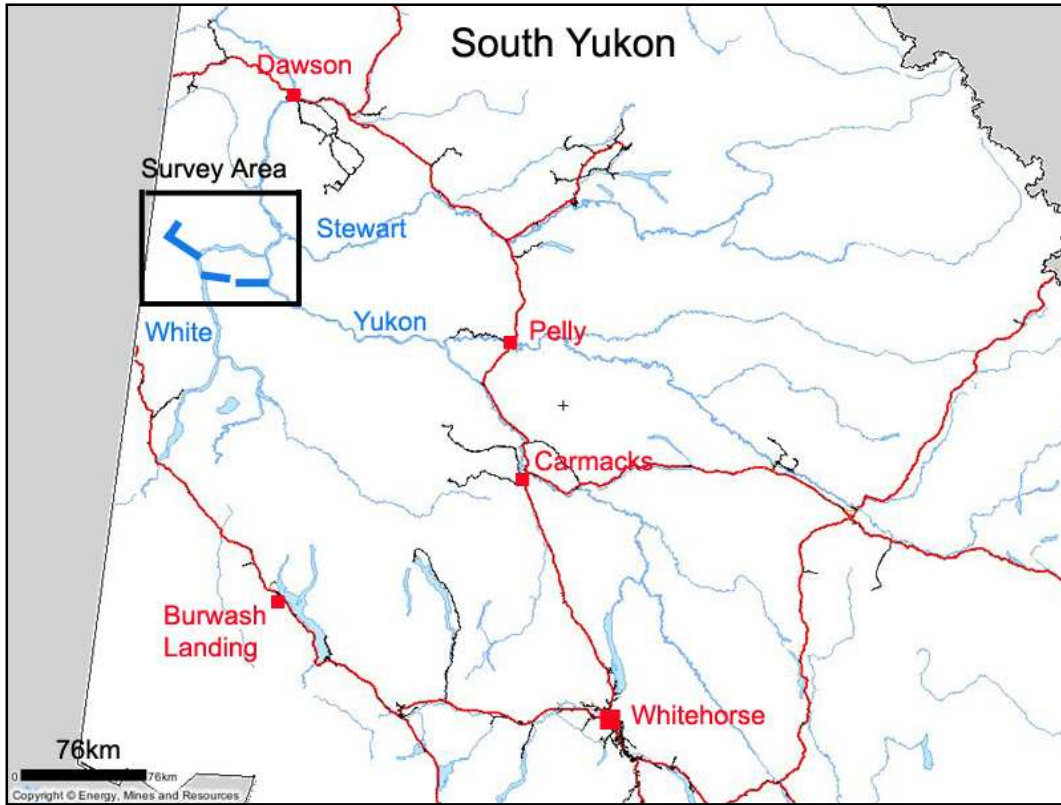 South Yukon
Dawson
Survey Area
Stewart
White
Yukon
Pelly
Carmacks
Burwash
Landing
Whitehorse
76km
0 76km
Copyright © Energy, Mines and Resources